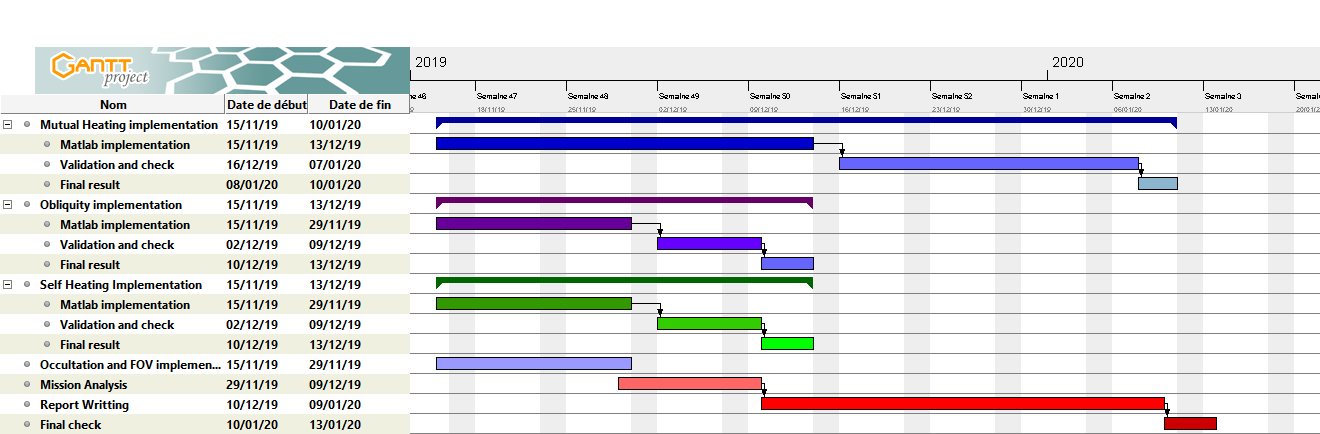 GANTT project
2019
2020
ne 46 Semaine 47 Semaine 48 Semaine 49 Semaine 50 Semaine 51 Semaine 52 Semaine 1 Semaine 2 Semaine 3
18/11/19 25/11/19 02/12/19 09/12/19 16/12/19 23/12/19 30/12/19 06/01/20 13/01/20
Nom Date de début Date de fin
Mutual Heating implementation 15/11/19 10/01/20
Matlab implementation 15/11/19 13/12/19
Validation and check 16/12/19 07/01/20
Final result 08/01/20 10/01/20
Obliquity implementation 15/11/19 13/12/19
Matlab implementation 15/11/19 29/11/19
Validation and check 02/12/19 09/12/19
Final result 10/12/19 13/12/19
Self Heating Implementation 15/11/19 13/12/19
Matlab implementation 15/11/19 29/11/19
Validation and check 02/12/19 09/12/19
Final result 10/12/19 13/12/19
Occultation and FOV implemen... 15/11/19 29/11/19
Mission Analysis 29/11/19 09/12/19
Report Writting 10/12/19 09/01/20
Final check 10/01/20 13/01/20